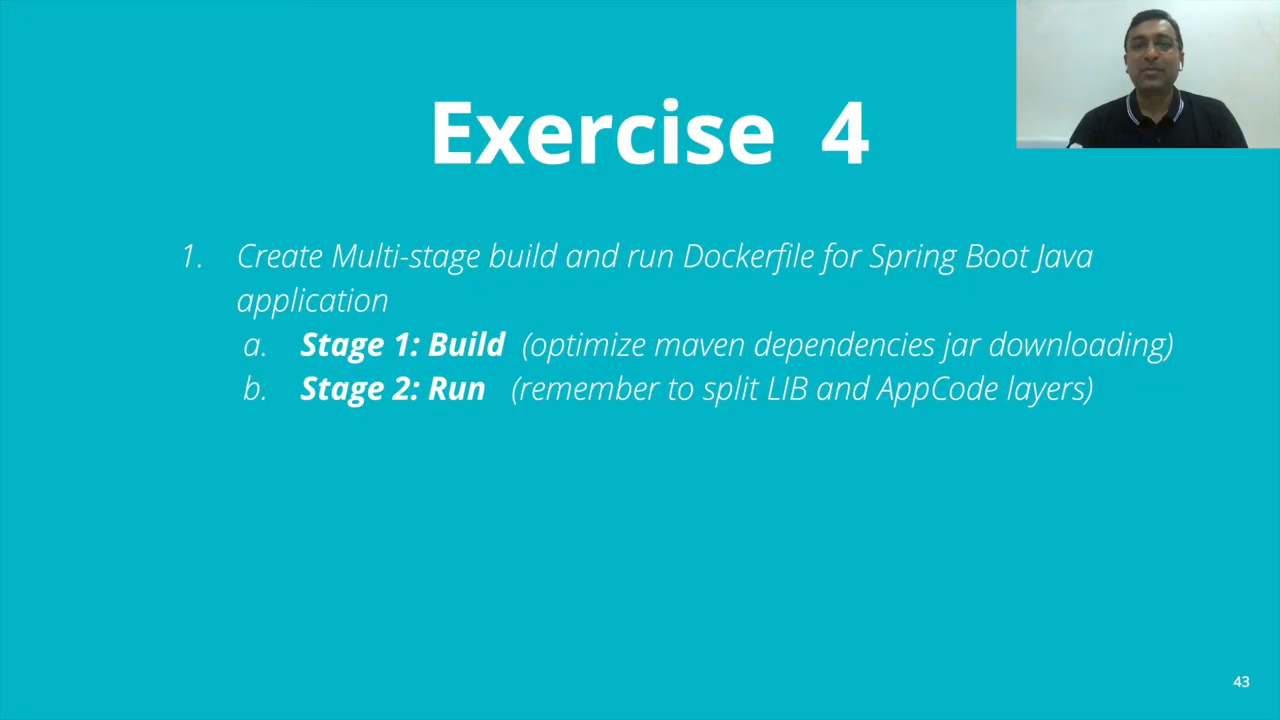 Exercise 4
1. Create Multi-stage build and run Dockerfile for Spring Boot Java
application
a. Stage 1: Build (optimize maven dependencies jar downloading)
b. Stage 2: Run (remember to split LIB and AppCode layers)
43